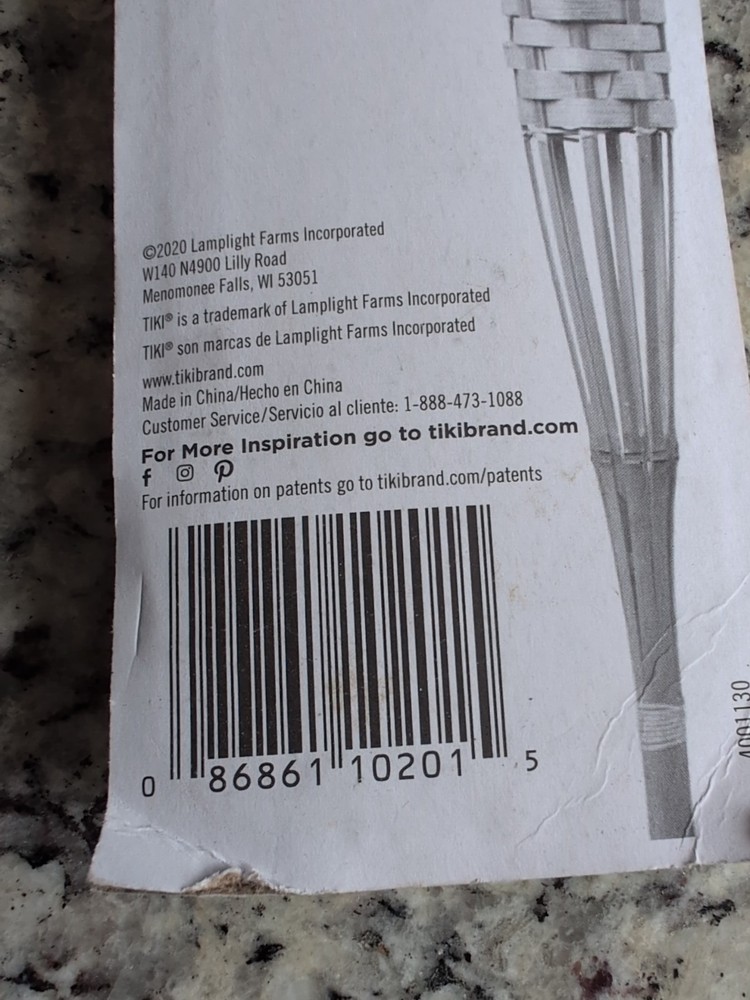 ©2020 Lamplight Farms Incorporated
W140 N4900 Lilly Road
Menomonee Falls, WI 53051
TIKI® is a trademark of Lamplight Farms Incorporated
TIKI® son marcas de Lamplight Farms Incorporated
www.tikibrand.com
Made in China/Hecho en China
Customer Service/Servicio al cliente: 1-888-473-1088
For More Inspiration go to tikibrand.com
For information on patents go to tikibrand.com/patents
0 86861 10201 5
4001130